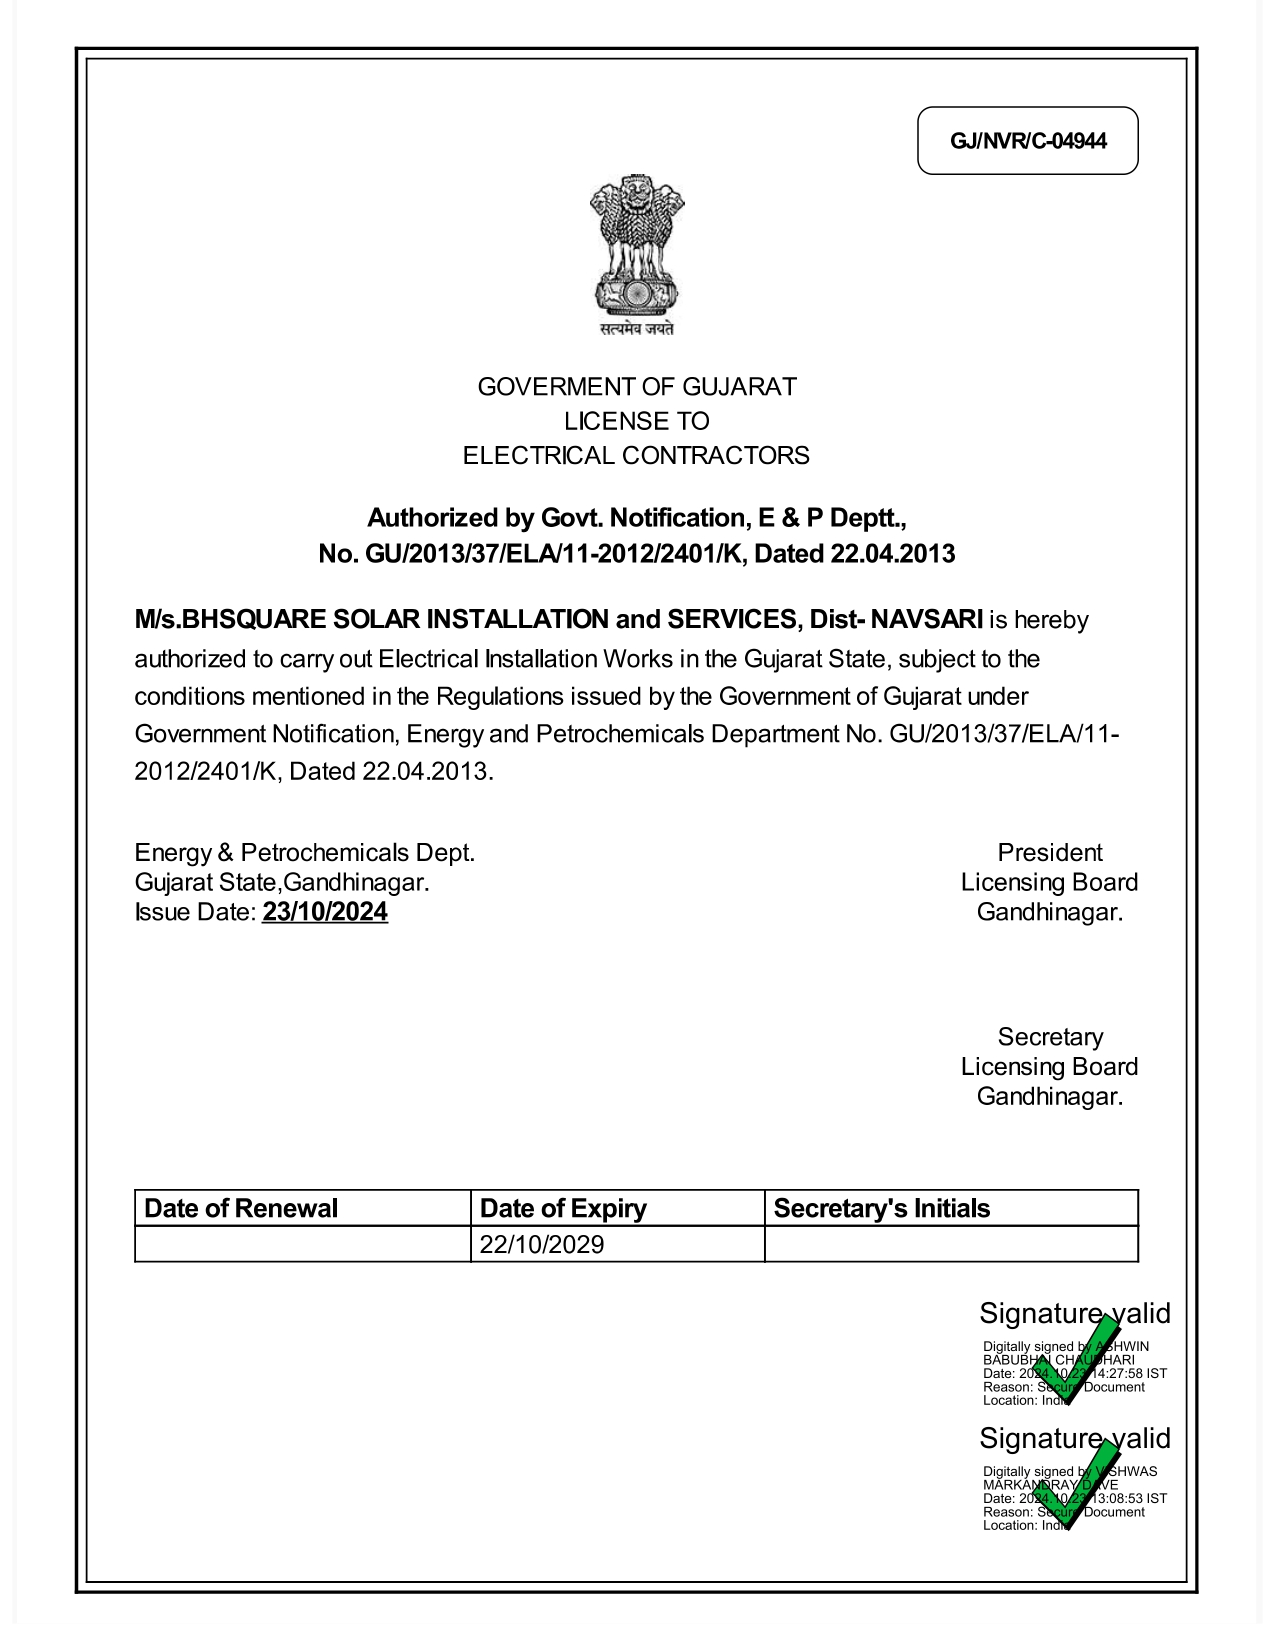 GJ/NVR/C-04944
सत्यमेव जयते
GOVERMENT OF GUJARAT
LICENSE TO
ELECTRICAL CONTRACTORS
Authorized by Govt. Notification, E & P Deptt.,
No. GU/2013/37/ELA/11-2012/2401/K, Dated 22.04.2013
M/s.BHSQUARE SOLAR INSTALLATION and SERVICES, Dist- NAVSARI is hereby
authorized to carry out Electrical Installation Works in the Gujarat State, subject to the
conditions mentioned in the Regulations issued by the Government of Gujarat under
Government Notification, Energy and Petrochemicals Department No. GU/2013/37/ELA/11-
2012/2401/K, Dated 22.04.2013.
Energy & Petrochemicals Dept.
Gujarat State,Gandhinagar.
Issue Date: 23/10/2024
President
Licensing Board
Gandhinagar.
Secretary
Licensing Board
Gandhinagar.
Date of Renewal Date of Expiry Secretary's Initials
22/10/2029
Signature valid
Digitally signed by ASHWIN
BABUBHAI CHAUDHARI
Date: 2024.10.23 14:27:58 IST
Reason: Secure Document
Location: India
Signature valid
Digitally signed by VISHWAS
MARKANDRAY DAVE
Date: 2024.10.23 13:08:53 IST
Reason: Secure Document
Location: India